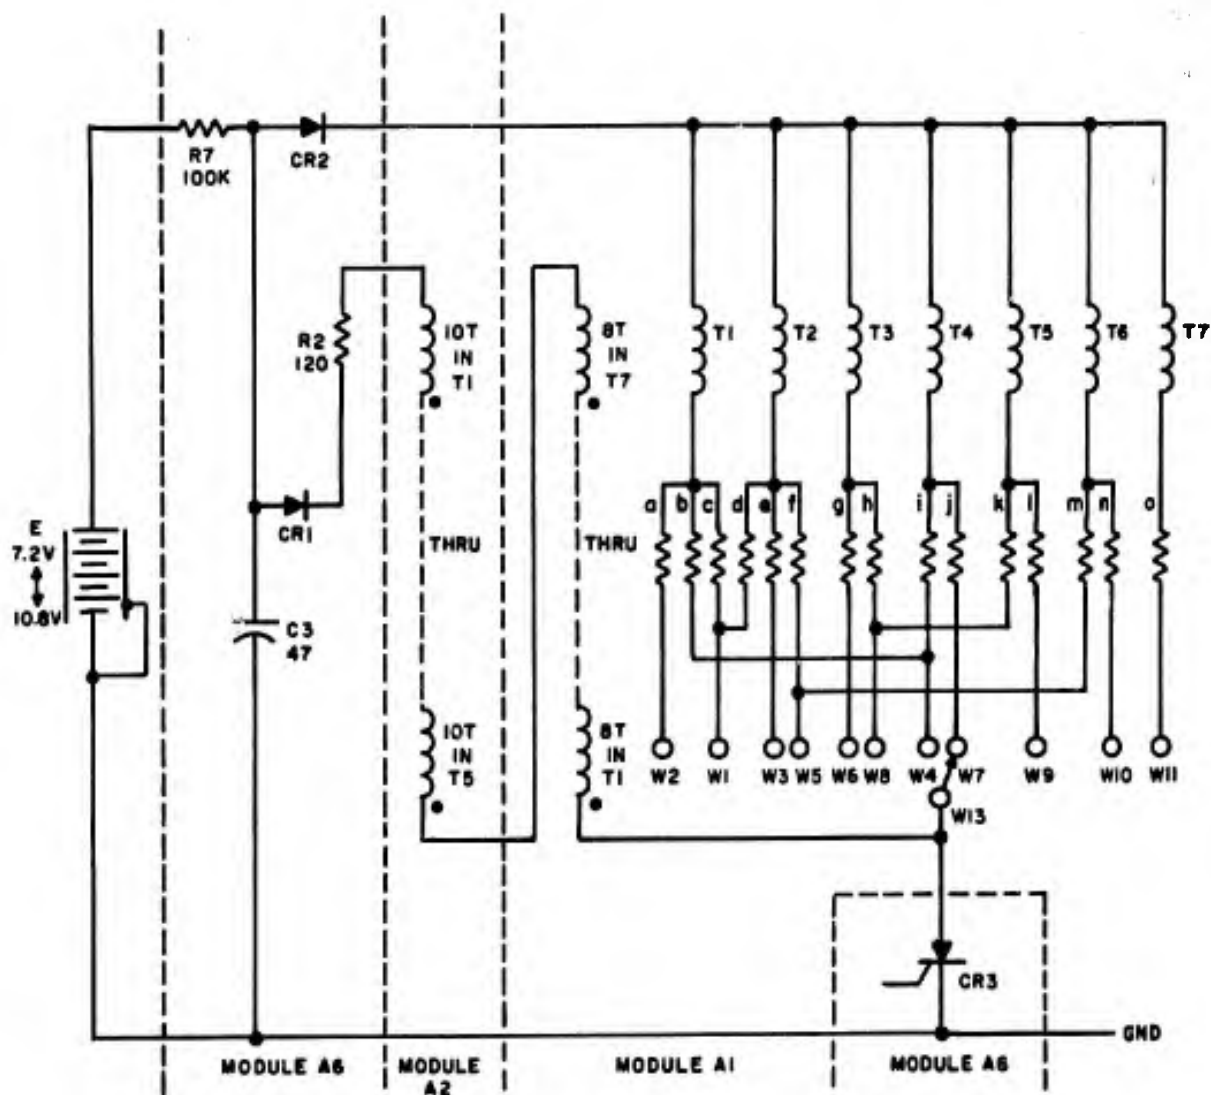 R7
100K
CR2
R2
120
10T
IN
T1
8T
IN
T7
T1
T2
T3
T4
T5
T6
T7
a b c d e f g h i j k l m n o
E
7.2V
10.8V
CR1
THRU
THRU
C3
47
10T
IN
T5
8T
IN
T1
W2 W1 W3 W5 W6 W8 W4 W7 W9 W10 W11
W13
CR3
GND
MODULE A6
MODULE
A2
MODULE A1
MODULE A6